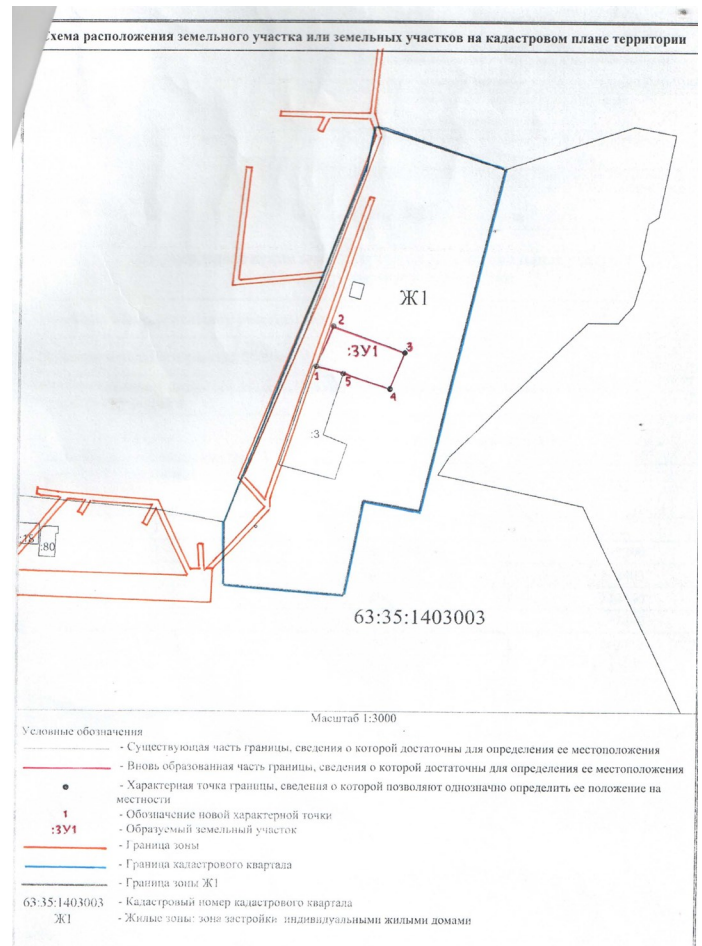 Схема расположения земельного участка или земельных участков на кадастровом плане территории
Ж1
2
:ЗУ1
3
1
5
4
:3
:18
:80
63:35:1403003
Масштаб 1:3000
Условные обозначения
- Существующая часть границы, сведения о которой достаточны для определения ее местоположения
- Вновь образованная часть границы, сведения о которой достаточны для определения ее местоположения
- Характерная точка границы, сведения о которой позволяют однозначно определить ее положение на
местности
1 - Обозначение новой характерной точки
:ЗУ1 - Образуемый земельный участок
- Граница зоны
- Граница кадастрового квартала
- Граница зоны Ж1
63:35:1403003 - Кадастровый номер кадастрового квартала
Ж1 - Жилые зоны: зона застройки индивидуальными жилыми домами